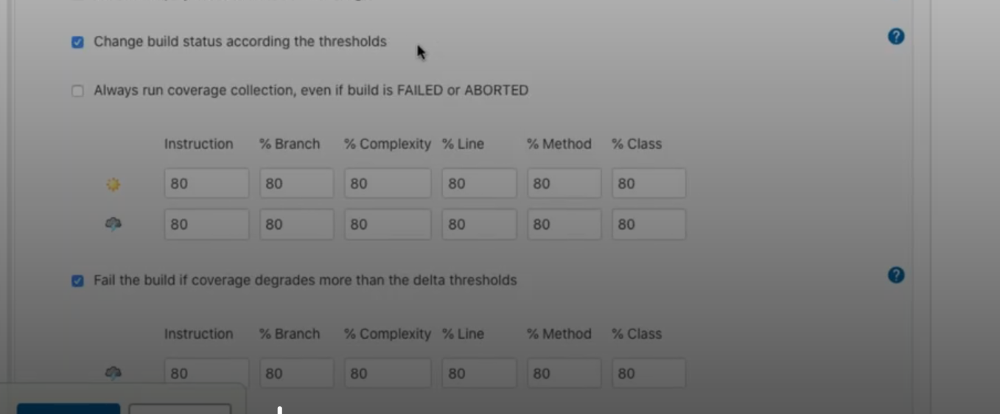 Change build status according the thresholds
?
Always run coverage collection, even if build is FAILED or ABORTED
Instruction % Branch % Complexity % Line % Method % Class
80 80 80 80 80 80
80 80 80 80 80 80
Fail the build if coverage degrades more than the delta thresholds
?
Instruction % Branch % Complexity % Line % Method % Class
80 80 80 80 80 80